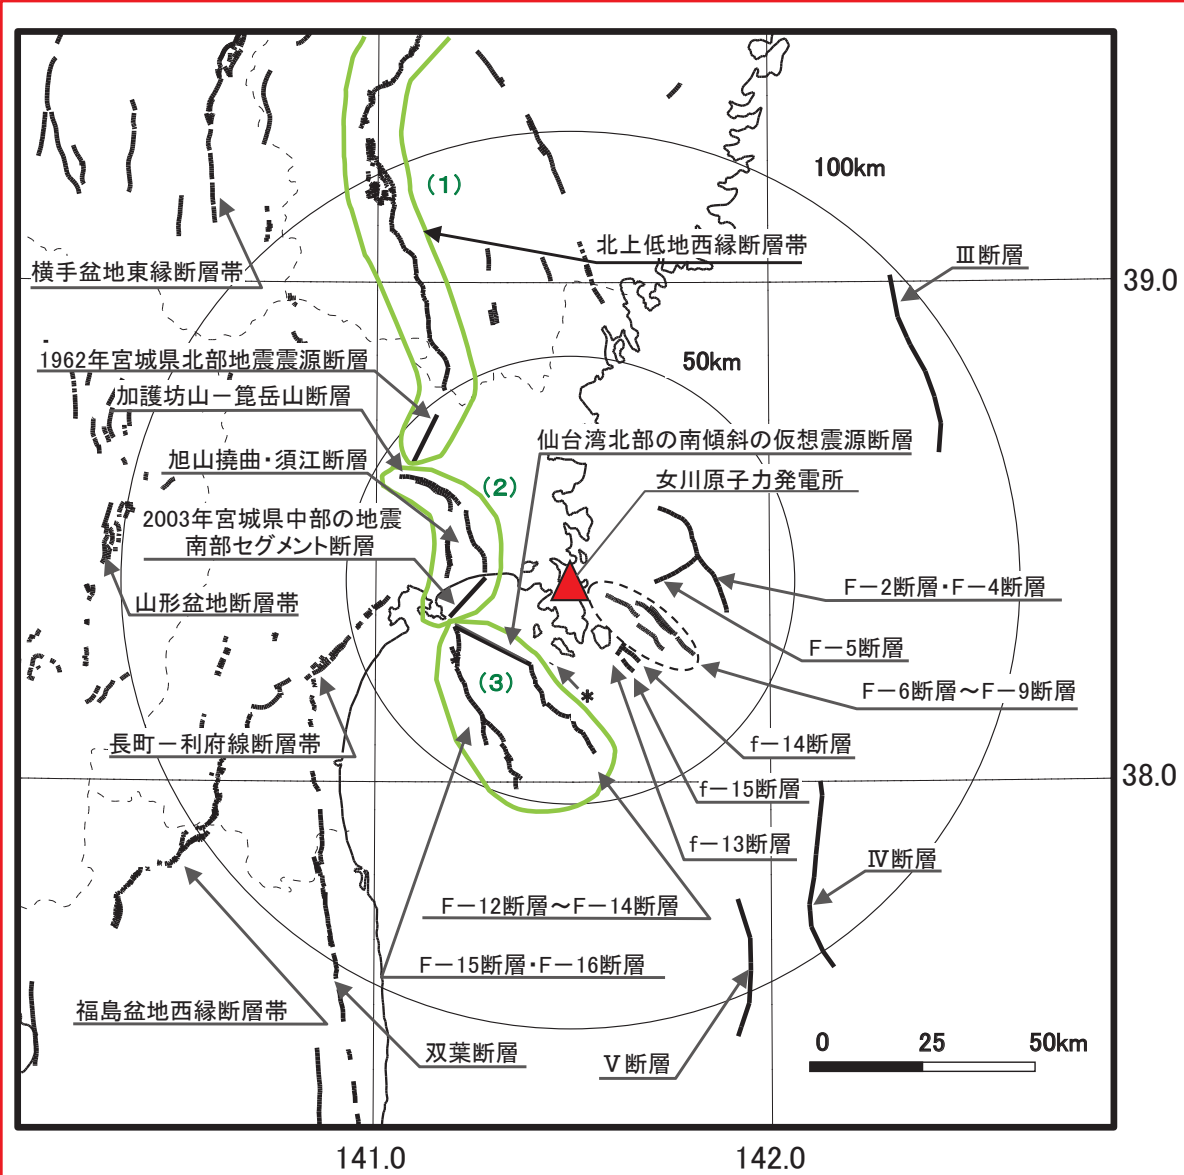 100km
(1)
北上低地西縁断層帯
Ⅲ断層
横手盆地東縁断層帯
39.0
1962年宮城県北部地震震源断層
50km
加護坊山－箟岳山断層
仙台湾北部の南傾斜の仮想震源断層
旭山撓曲・須江断層
(2)
女川原子力発電所
2003年宮城県中部の地震
南部セグメント断層
山形盆地断層帯
F－2断層・F－4断層
F－5断層
(3)
*
F－6断層～F－9断層
長町－利府線断層帯
f－14断層
38.0
f－15断層
f－13断層
Ⅳ断層
F－12断層～F－14断層
F－15断層・F－16断層
福島盆地西縁断層帯
双葉断層
Ⅴ断層
0 25 50km
141.0 142.0